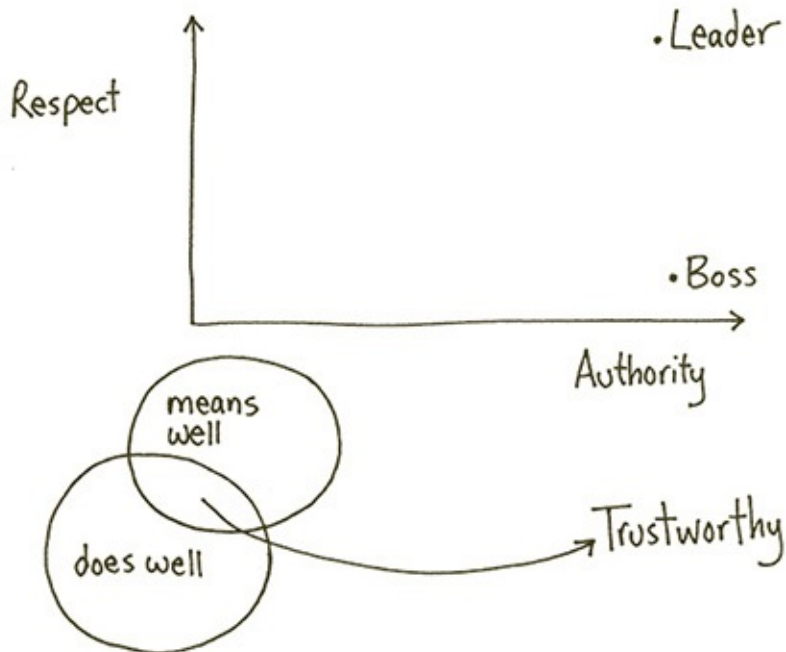 • Leader
Respect
• Boss
Authority
means
well
Trustworthy
does well